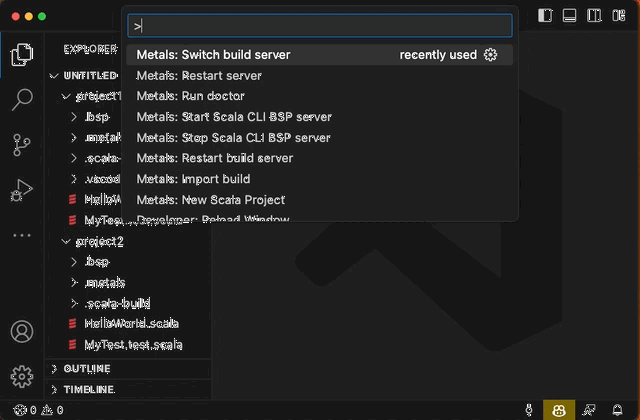 >
Metals: Switch build server recently used
Metals: Restart server
Metals: Run doctor
Metals: Start Scala CLI BSP server
Metals: Stop Scala CLI BSP server
Metals: Restart build server
Metals: Import build
Metals: New Scala Project
Developer: Reload Window
EXPLORER
UNTITLED
project1
.bsp
.metals
.scala-
.vscod
HelloW
MyTest
project2
.bsp
.metals
.scala-build
HelloWorld.scala
MyTest.test.scala
OUTLINE
TIMELINE
0 0